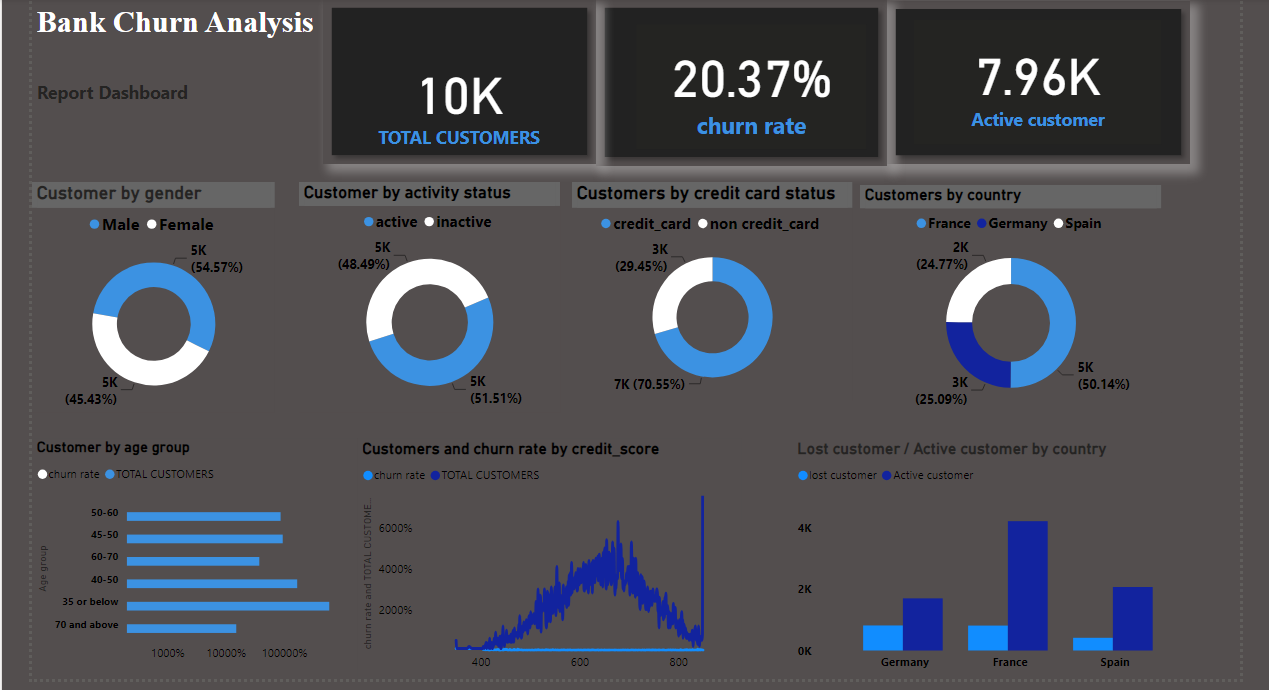 Bank Churn Analysis
Report Dashboard
10K
TOTAL CUSTOMERS
20.37%
churn rate
7.96K
Active customer
Customer by gender
Male Female
5K
(54.57%)
5K
(45.43%)
Customer by activity status
active inactive
5K
(48.49%)
5K
(51.51%)
Customers by credit card status
credit_card non credit_card
3K
(29.45%)
7K (70.55%)
Customers by country
France Germany Spain
2K
(24.77%)
3K
(25.09%)
5K
(50.14%)
Customer by age group
churn rate TOTAL CUSTOMERS
Age group
50-60
45-50
60-70
40-50
35 or below
70 and above
1000% 10000% 100000%
Customers and churn rate by credit_score
churn rate TOTAL CUSTOMERS
churn rate and TOTAL CUSTOME...
6000%
4000%
2000%
400 600 800
Lost customer / Active customer by country
lost customer Active customer
4K
2K
0K
Germany France Spain